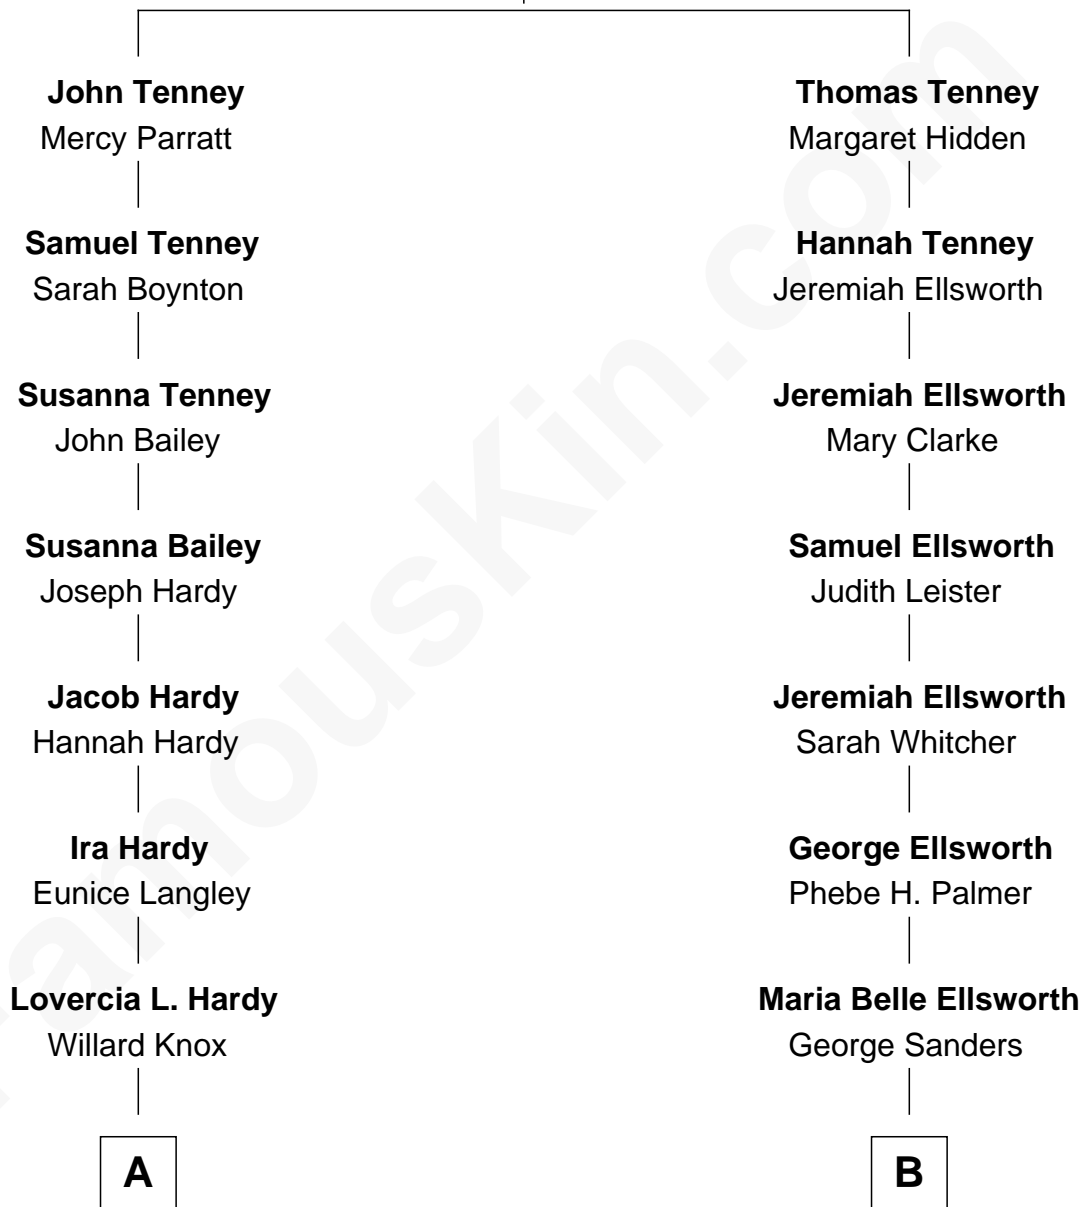 John Tenney
Mercy Parratt
Samuel Tenney
Sarah Boynton
Susanna Tenney
John Bailey
Susanna Bailey
Joseph Hardy
Jacob Hardy
Hannah Hardy
Ira Hardy
Eunice Langley
Lovercia L. Hardy
Willard Knox
A
Thomas Tenney
Margaret Hidden
Hannah Tenney
Jeremiah Ellsworth
Jeremiah Ellsworth
Mary Clarke
Samuel Ellsworth
Judith Leister
Jeremiah Ellsworth
Sarah Whitcher
George Ellsworth
Phebe H. Palmer
Maria Belle Ellsworth
George Sanders
B
FamousKin.com